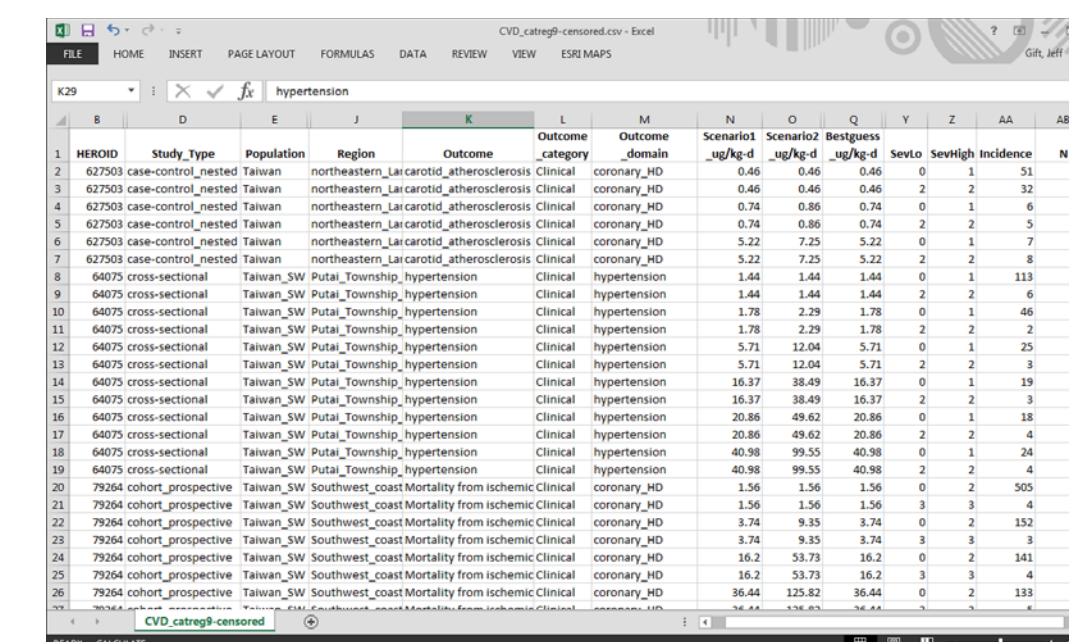 CVD_catreg9-censored.csv - Excel
?
FILE HOME INSERT PAGE LAYOUT FORMULAS DATA REVIEW VIEW ESRI MAPS Gift, Jeff
K29 fx hypertension
B D E J K L M N O Q Y Z AA AB
Outcome Outcome Scenario1 Scenario2 Bestguess
1 HEROID Study_Type Population Region Outcome _category _domain _ug/kg-d _ug/kg-d _ug/kg-d SevLo SevHigh Incidence N
2 627503 case-control_nested Taiwan northeastern_La carotid_atherosclerosis Clinical coronary_HD 0.46 0.46 0.46 0 1 51
3 627503 case-control_nested Taiwan northeastern_La carotid_atherosclerosis Clinical coronary_HD 0.46 0.46 0.46 2 2 32
4 627503 case-control_nested Taiwan northeastern_La carotid_atherosclerosis Clinical coronary_HD 0.74 0.86 0.74 0 1 6
5 627503 case-control_nested Taiwan northeastern_La carotid_atherosclerosis Clinical coronary_HD 0.74 0.86 0.74 2 2 5
6 627503 case-control_nested Taiwan northeastern_La carotid_atherosclerosis Clinical coronary_HD 5.22 7.25 5.22 0 1 7
7 627503 case-control_nested Taiwan northeastern_La carotid_atherosclerosis Clinical coronary_HD 5.22 7.25 5.22 2 2 8
8 64075 cross-sectional Taiwan_SW Putai_Township_ hypertension Clinical hypertension 1.44 1.44 1.44 0 1 113
9 64075 cross-sectional Taiwan_SW Putai_Township_ hypertension Clinical hypertension 1.44 1.44 1.44 2 2 6
10 64075 cross-sectional Taiwan_SW Putai_Township_ hypertension Clinical hypertension 1.78 2.29 1.78 0 1 46
11 64075 cross-sectional Taiwan_SW Putai_Township_ hypertension Clinical hypertension 1.78 2.29 1.78 2 2 2
12 64075 cross-sectional Taiwan_SW Putai_Township_ hypertension Clinical hypertension 5.71 12.04 5.71 0 1 25
13 64075 cross-sectional Taiwan_SW Putai_Township_ hypertension Clinical hypertension 5.71 12.04 5.71 2 2 3
14 64075 cross-sectional Taiwan_SW Putai_Township_ hypertension Clinical hypertension 16.37 38.49 16.37 0 1 19
15 64075 cross-sectional Taiwan_SW Putai_Township_ hypertension Clinical hypertension 16.37 38.49 16.37 2 2 3
16 64075 cross-sectional Taiwan_SW Putai_Township_ hypertension Clinical hypertension 20.86 49.62 20.86 0 1 18
17 64075 cross-sectional Taiwan_SW Putai_Township_ hypertension Clinical hypertension 20.86 49.62 20.86 2 2 4
18 64075 cross-sectional Taiwan_SW Putai_Township_ hypertension Clinical hypertension 40.98 99.55 40.98 0 1 24
19 64075 cross-sectional Taiwan_SW Putai_Township_ hypertension Clinical hypertension 40.98 99.55 40.98 2 2 4
20 79264 cohort_prospective Taiwan_SW Southwest_coast Mortality from ischemic Clinical coronary_HD 1.56 1.56 1.56 0 2 505
21 79264 cohort_prospective Taiwan_SW Southwest_coast Mortality from ischemic Clinical coronary_HD 1.56 1.56 1.56 3 3 4
22 79264 cohort_prospective Taiwan_SW Southwest_coast Mortality from ischemic Clinical coronary_HD 3.74 9.35 3.74 0 2 152
23 79264 cohort_prospective Taiwan_SW Southwest_coast Mortality from ischemic Clinical coronary_HD 3.74 9.35 3.74 3 3 3
24 79264 cohort_prospective Taiwan_SW Southwest_coast Mortality from ischemic Clinical coronary_HD 16.2 53.73 16.2 0 2 141
25 79264 cohort_prospective Taiwan_SW Southwest_coast Mortality from ischemic Clinical coronary_HD 16.2 53.73 16.2 3 3 4
26 79264 cohort_prospective Taiwan_SW Southwest_coast Mortality from ischemic Clinical coronary_HD 36.44 125.82 36.44 0 2 133
CVD_catreg9-censored